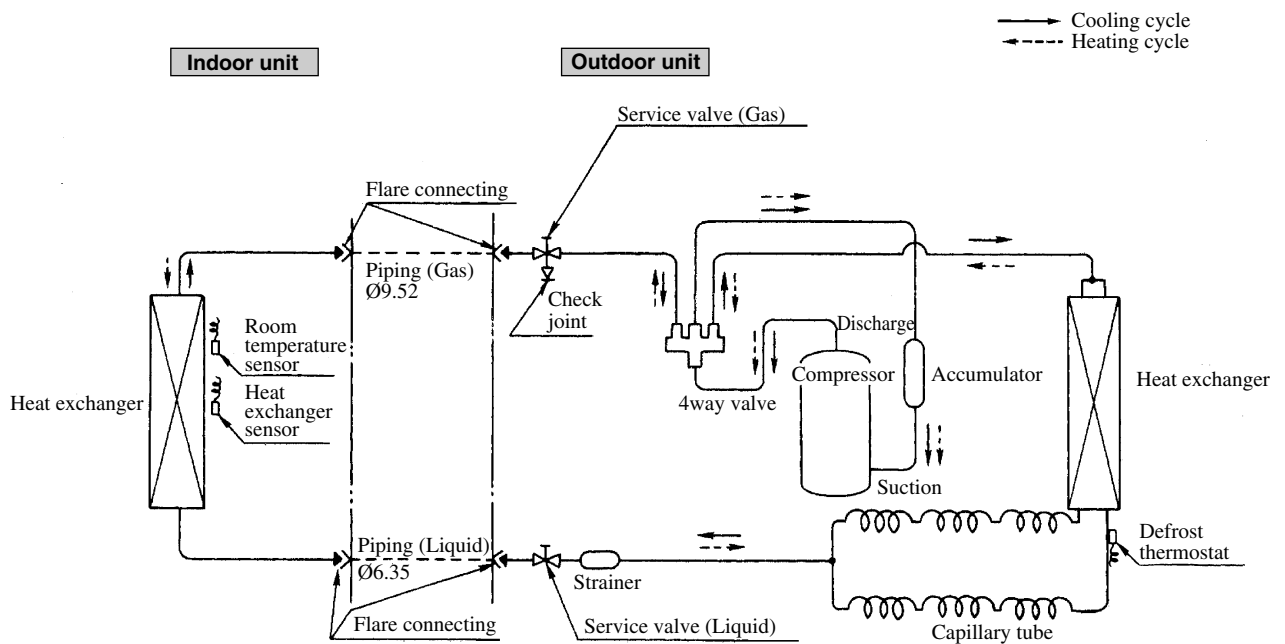 Cooling cycle
Heating cycle
Indoor unit
Outdoor unit
Service valve (Gas)
Flare connecting
Piping (Gas)
Ø9.52
Check
joint
Room
temperature
sensor
Heat
exchanger
sensor
Heat exchanger
Discharge
Compressor
Accumulator
4way valve
Suction
Heat exchanger
Piping (Liquid)
Ø6.35
Strainer
Defrost
thermostat
Flare connecting
Service valve (Liquid)
Capillary tube